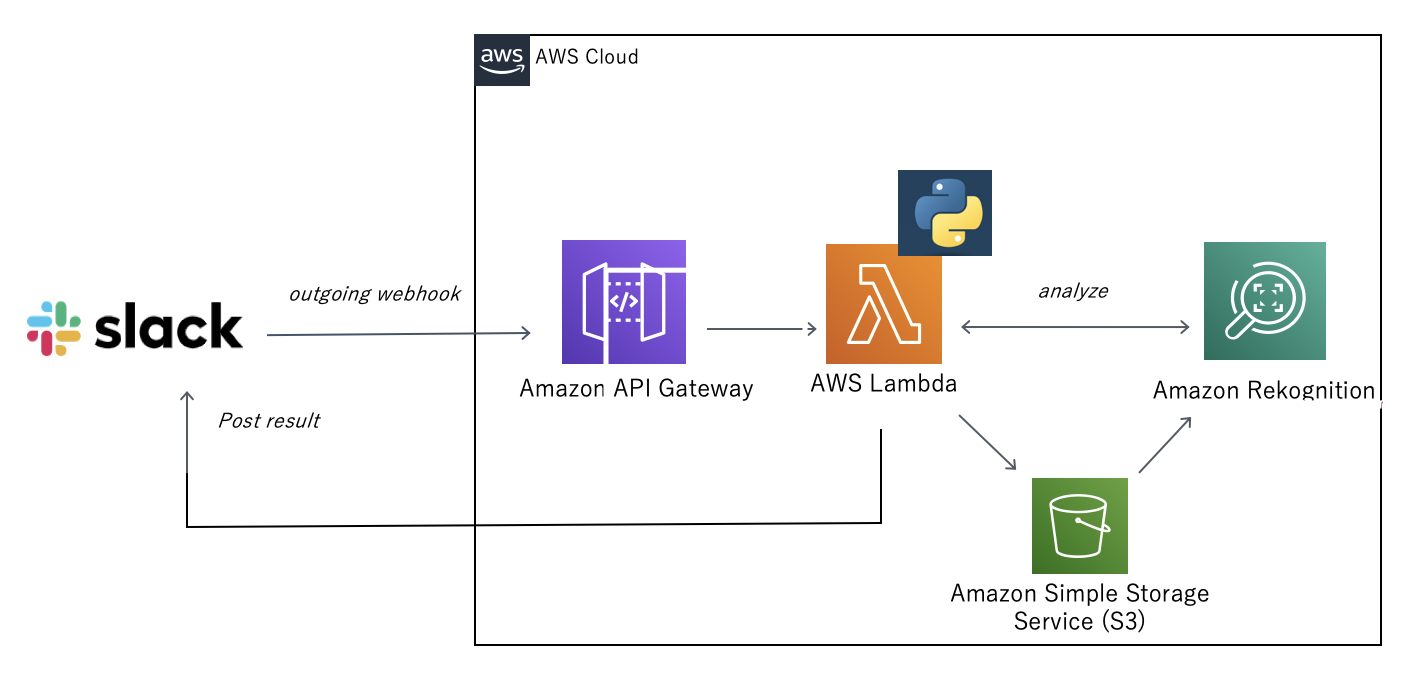 aws
AWS Cloud
outgoing webhook
analyze
slack
</>
Amazon API Gateway
AWS Lambda
Amazon Rekognition
Post result
Amazon Simple Storage
Service (S3)